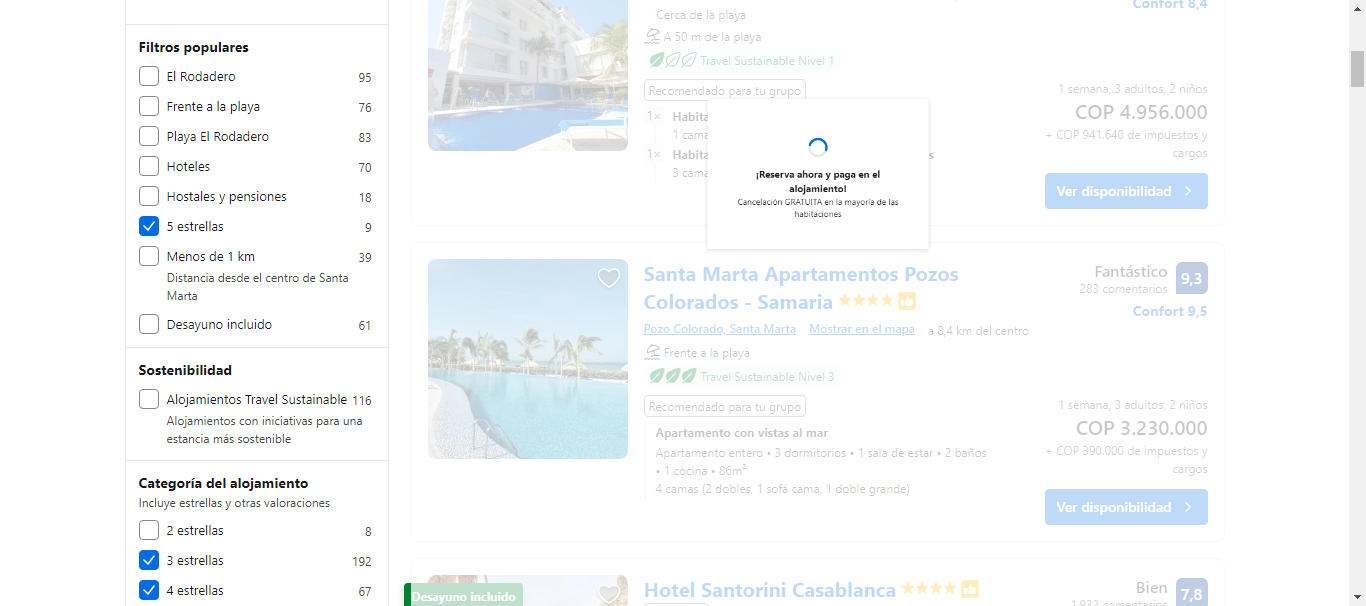 Filtros populares
El Rodadero 95
Frente a la playa 76
Playa El Rodadero 83
Hoteles 70
Hostales y pensiones 18
5 estrellas 9
Menos de 1 km 39
Distancia desde el centro de Santa
Marta
Desayuno incluido 61
Sostenibilidad
Alojamientos Travel Sustainable 116
Alojamientos con iniciativas para una
estancia más sostenible
Categoría del alojamiento
Incluye estrellas y otras valoraciones
2 estrellas 8
3 estrellas 192
4 estrellas 67
Confort 8,4
Cerca de la playa
A 50 m de la playa
Travel Sustainable Nivel 1
Recomendado para tu grupo
1× Habita
1 cama
1× Habita
3 cama
s
1 semana, 3 adultos, 2 niños
COP 4.956.000
+ COP 941.640 de impuestos y
cargos
Ver disponibilidad
¡Reserva ahora y paga en el
alojamiento!
Cancelación GRATUITA en la mayoría de las
habitaciones
Santa Marta Apartamentos Pozos
Colorados - Samaria
Pozo Colorado, Santa Marta Mostrar en el mapa a 8,4 km del centro
Frente a la playa
Travel Sustainable Nivel 3
Recomendado para tu grupo
Apartamento con vistas al mar
Apartamento entero • 3 dormitorios • 1 sala de estar • 2 baños
• 1 cocina • 86m²
4 camas (2 dobles, 1 sofá cama, 1 doble grande)
Fantástico 9,3
283 comentarios
Confort 9,5
1 semana, 3 adultos, 2 niños
COP 3.230.000
+ COP 390.000 de impuestos y
cargos
Ver disponibilidad
Desayuno incluido
Hotel Santorini Casablanca
Bien 7,8
1.932 comentarios